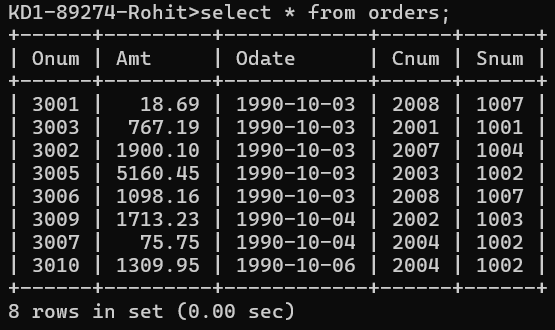 KD1-89274-Rohit>select * from orders;
+------+---------+------------+------+------+
| Onum | Amt     | Odate      | Cnum | Snum |
+------+---------+------------+------+------+
| 3001 |   18.69 | 1990-10-03 | 2008 | 1007 |
| 3003 |  767.19 | 1990-10-03 | 2001 | 1001 |
| 3002 | 1900.10 | 1990-10-03 | 2007 | 1004 |
| 3005 | 5160.45 | 1990-10-03 | 2003 | 1002 |
| 3006 | 1098.16 | 1990-10-03 | 2008 | 1007 |
| 3009 | 1713.23 | 1990-10-04 | 2002 | 1003 |
| 3007 |   75.75 | 1990-10-04 | 2004 | 1002 |
| 3010 | 1309.95 | 1990-10-06 | 2004 | 1002 |
+------+---------+------------+------+------+
8 rows in set (0.00 sec)